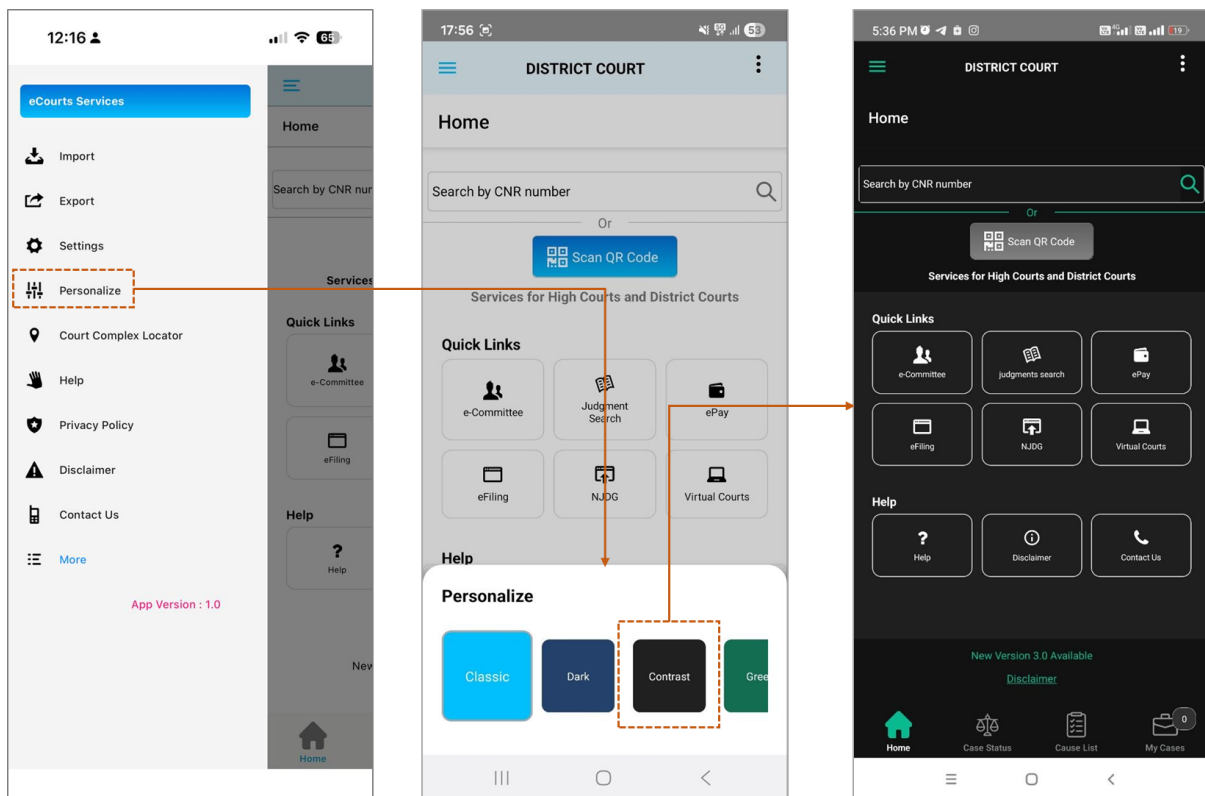 12:16
65
eCourts Services
Import
Export
Settings
Personalize
Court Complex Locator
Help
Privacy Policy
Disclaimer
Contact Us
More
App Version : 1.0
Home
Search by CNR nur
Services
Quick Links
e-Committee
eFiling
Help
Help
New
Home
17:56
5G
53
DISTRICT COURT
Home
Search by CNR number
Or
Scan QR Code
Services for High Courts and District Courts
Quick Links
e-Committee
Judgment
Search
ePay
eFiling
NJDG
Virtual Courts
Help
Personalize
Classic
Dark
Contrast
Gree
5:36 PM
4G
19
DISTRICT COURT
Home
Search by CNR number
Or
Scan QR Code
Services for High Courts and District Courts
Quick Links
e-Committee
judgments search
ePay
eFiling
NJDG
Virtual Courts
Help
Help
Disclaimer
Contact Us
New Version 3.0 Available
Disclaimer
0
Home
Case Status
Cause List
My Cases